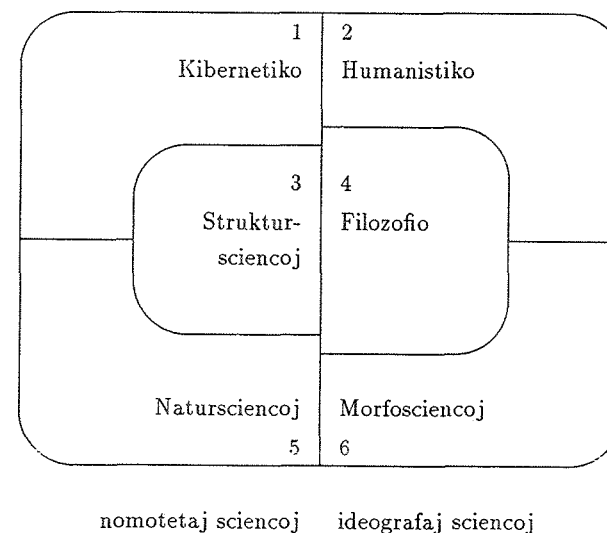 1 2
Kibernetiko Humanistiko
3 4
Struktur- Filozofio
sciencoj
Natursciencoj Morfosciencoj
5 6
nomotetaj sciencoj ideografaj sciencoj